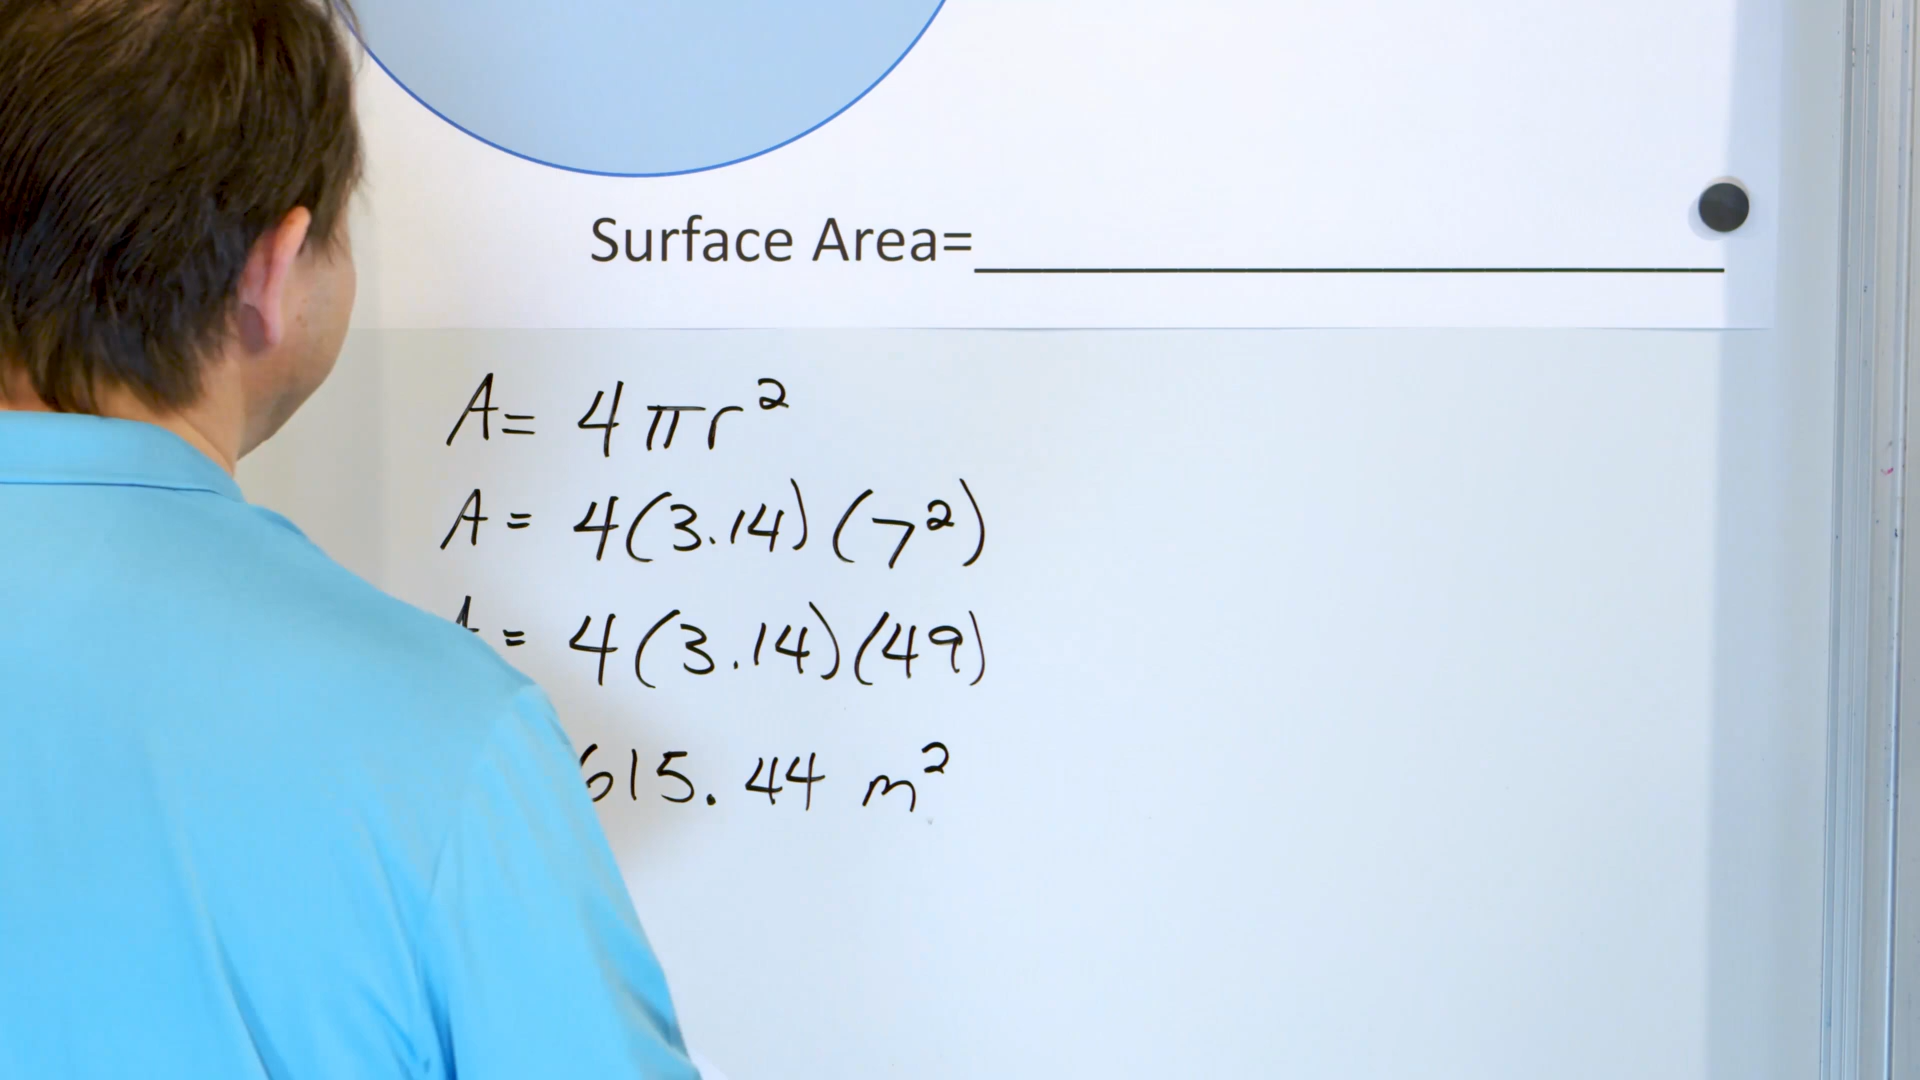 Surface Area=
A= 4πr²
A = 4(3.14)(7²)
A = 4(3.14)(49)
615.44 m²